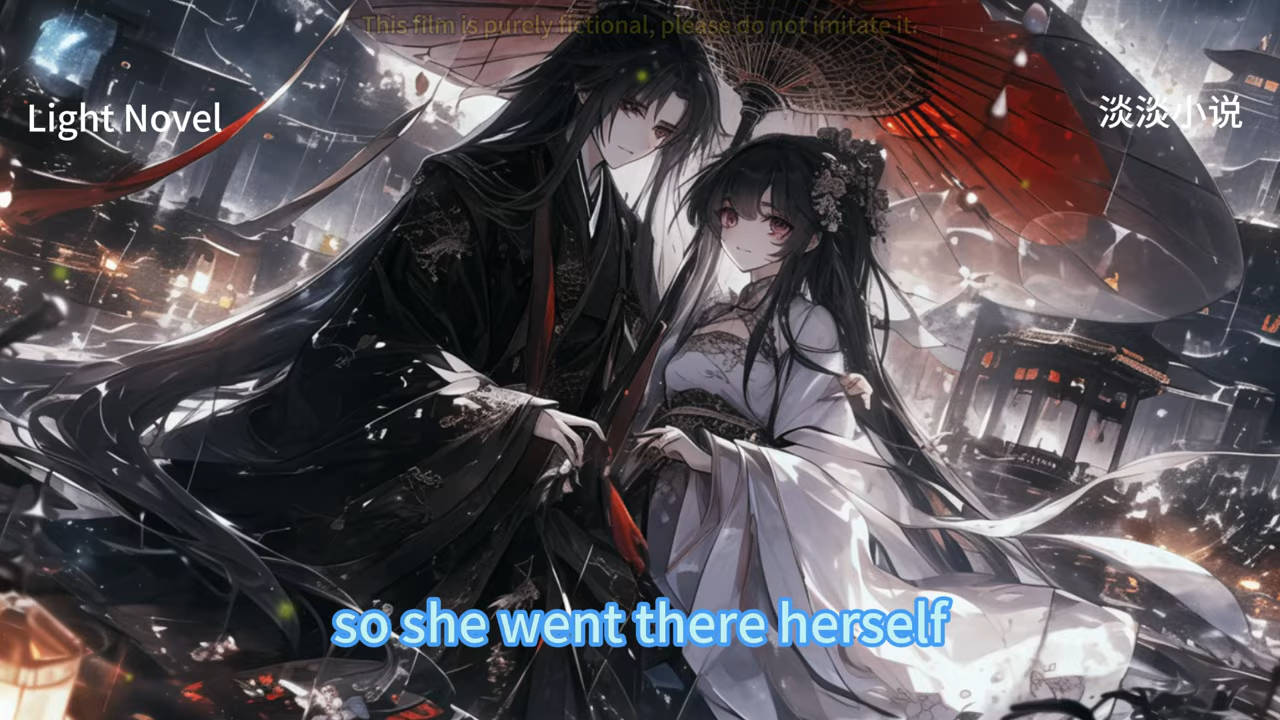 This film is purely fictional, please do not imitate it.
Light Novel
淡淡小说
so she went there herself